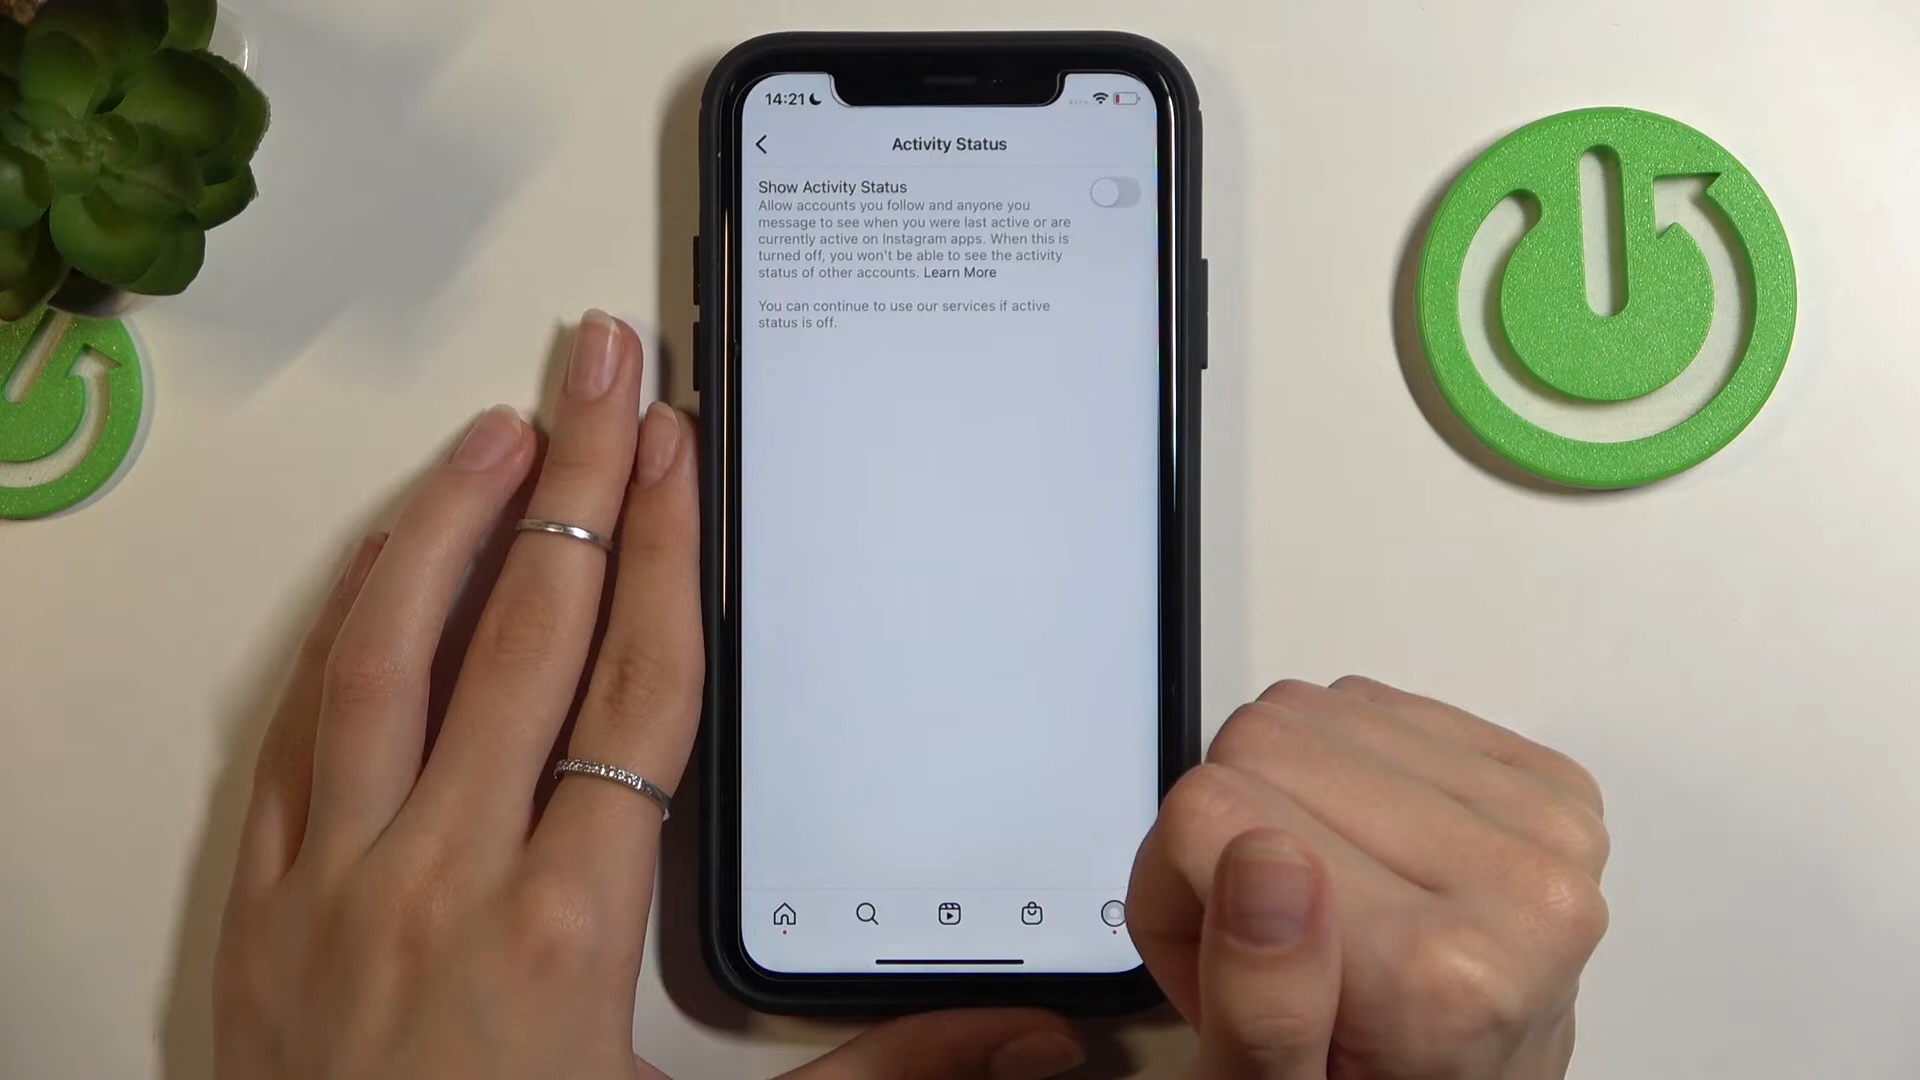 14:21
Activity Status
Show Activity Status
Allow accounts you follow and anyone you
message to see when you were last active or are
currently active on Instagram apps. When this is
turned off, you won't be able to see the activity
status of other accounts. Learn More
You can continue to use our services if active
status is off.